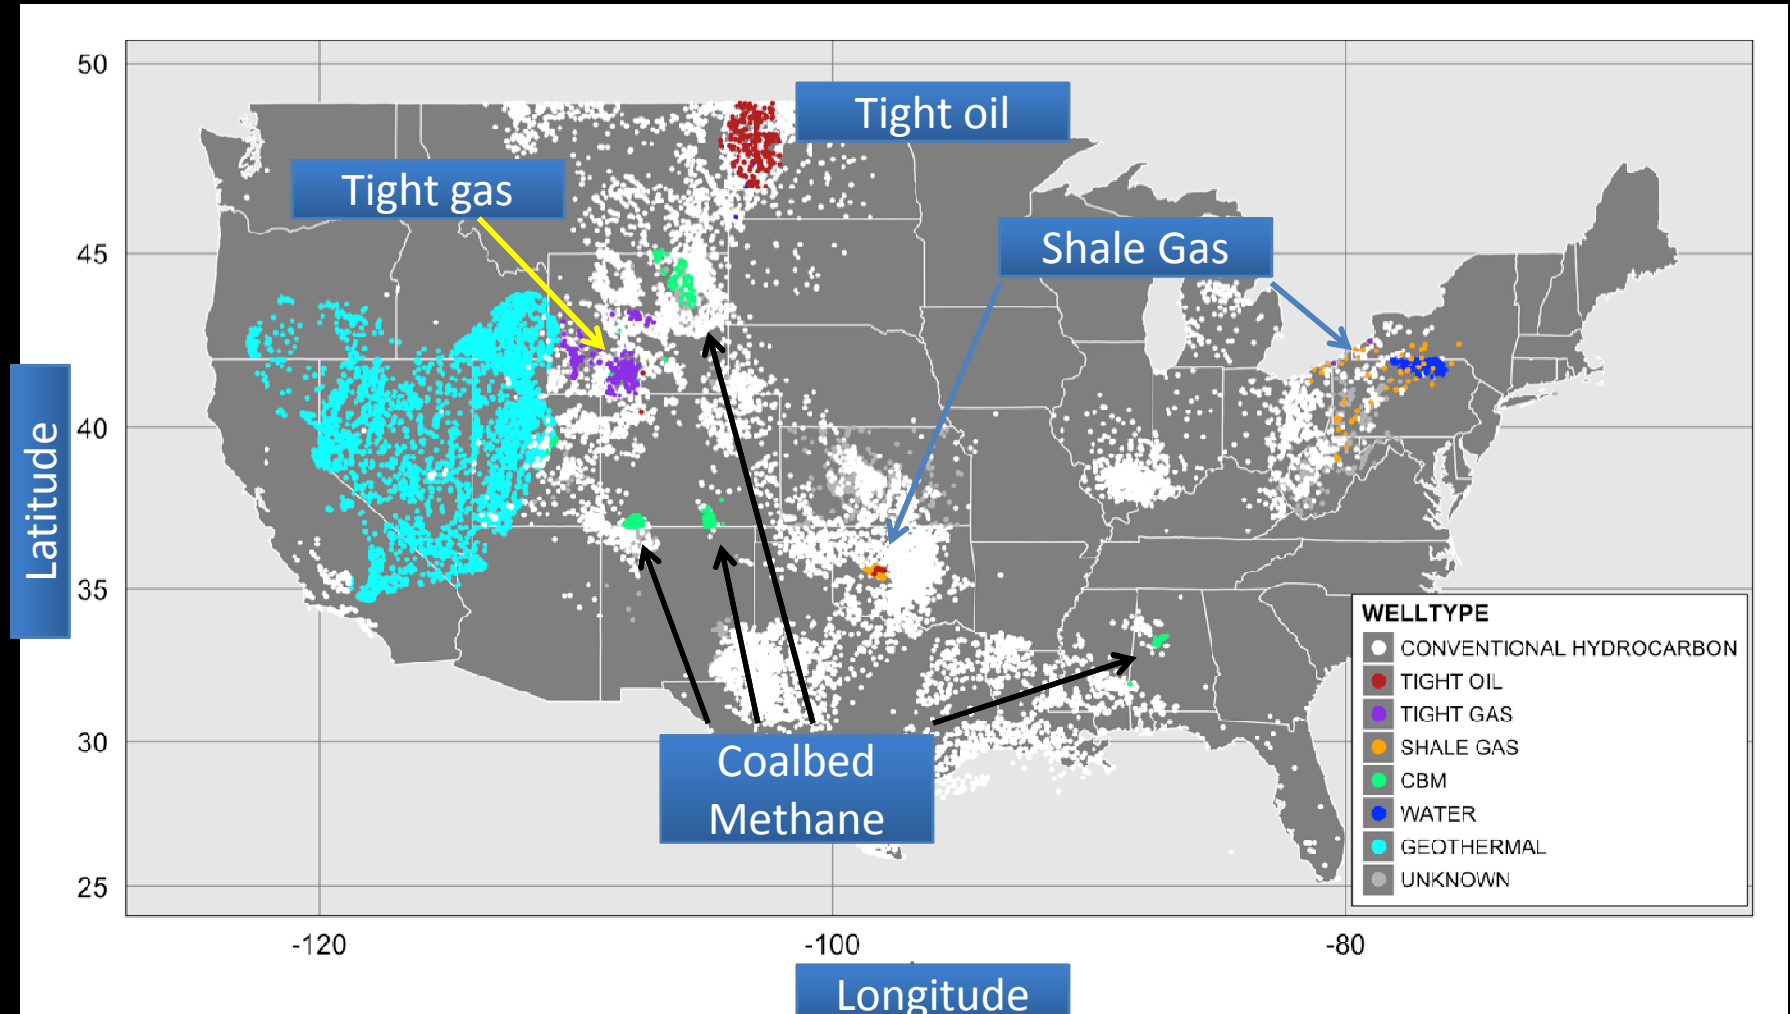 50
Tight oil
Tight gas
Shale Gas
45
40
Latitude
35
WELLTYPE
CONVENTIONAL HYDROCARBON
TIGHT OIL
TIGHT GAS
SHALE GAS
CBM
WATER
GEOTHERMAL
UNKNOWN
30
Coalbed
Methane
25
-120
-100
-80
Longitude